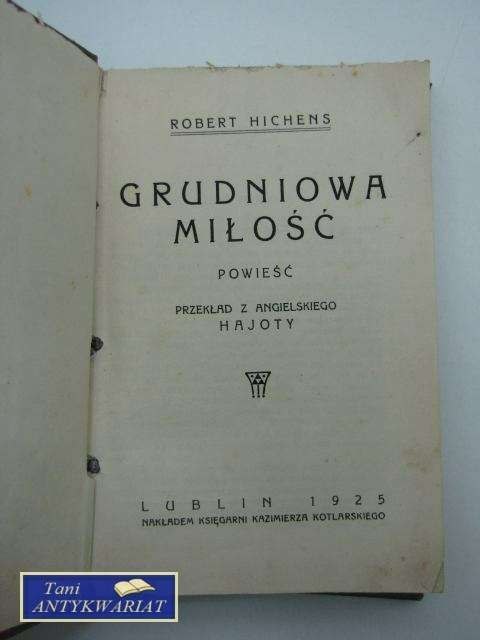 ROBERT HICHENS
GRUDNIOWA
MIŁOŚĆ
POWIEŚĆ
PRZEKŁAD Z ANGIELSKIEGO
HAJOTY
LUBLIN 1925
NAKŁADEM KSIĘGARNI KAZIMIERZA KOTLARSKIEGO
Tani
ANTYKWARIAT